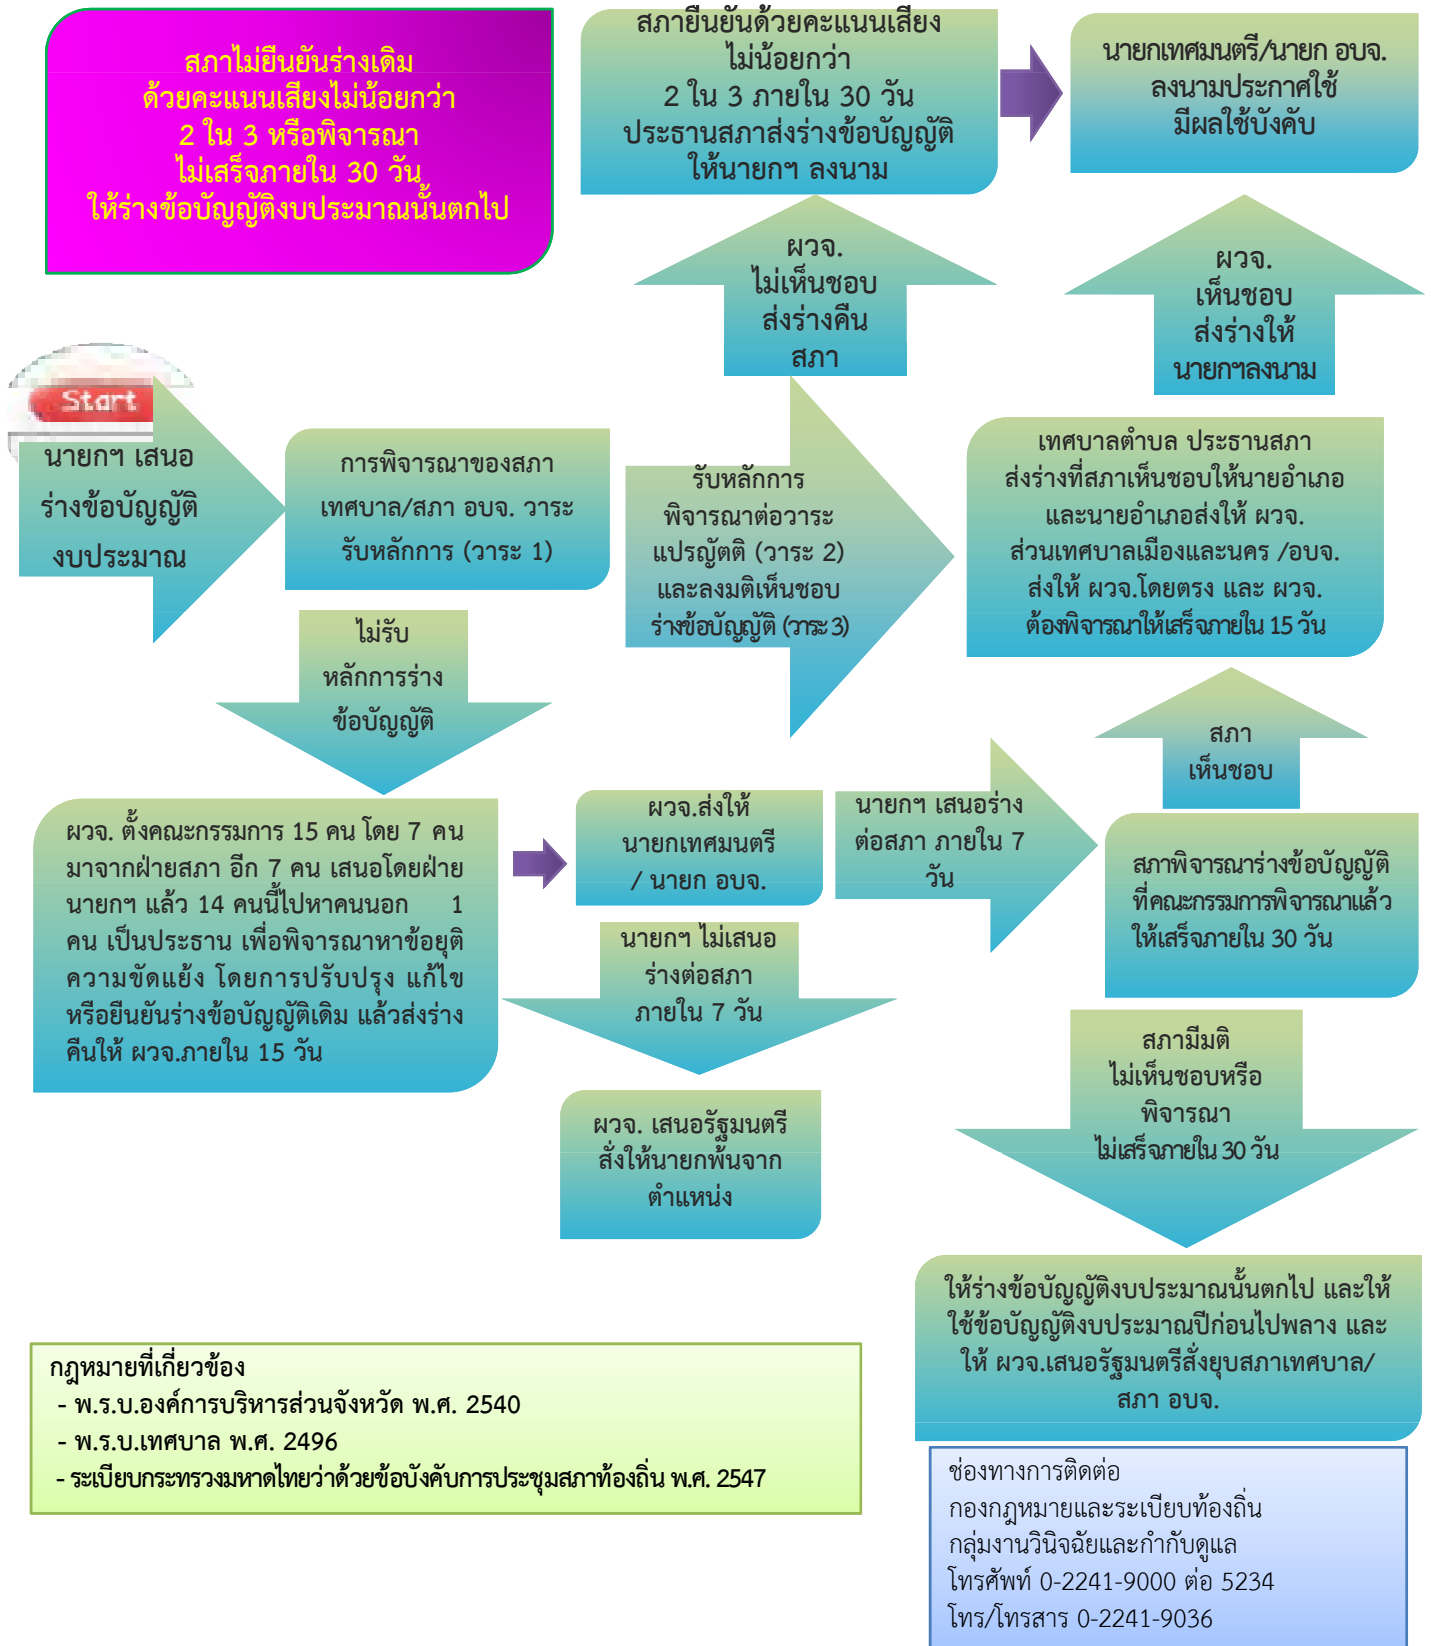 สภาไม่ยืนยันร่างเดิม
ด้วยคะแนนเสียงไม่น้อยกว่า
2 ใน 3 หรือพิจารณา
ไม่เสร็จภายใน 30 วัน
ให้ร่างข้อบัญญัติงบประมาณนั้นตกไป
สภายืนยันด้วยคะแนนเสียง
ไม่น้อยกว่า
2 ใน 3 ภายใน 30 วัน
ประธานสภาส่งร่างข้อบัญญัติ
ให้นายกฯ ลงนาม
นายกเทศมนตรี/นายก อบจ.
ลงนามประกาศใช้
มีผลใช้บังคับ
ผวจ.
ไม่เห็นชอบ
ส่งร่างคืน
สภา
ผวจ.
เห็นชอบ
ส่งร่างให้
นายกฯลงนาม
Start
นายกฯ เสนอ
ร่างข้อบัญญัติ
งบประมาณ
การพิจารณาของสภา
เทศบาล/สภา อบจ. วาระ
รับหลักการ (วาระ 1)
รับหลักการ
พิจารณาต่อวาระ
แปรญัตติ (วาระ 2)
และลงมติเห็นชอบ
ร่างข้อบัญญัติ (วาระ 3)
เทศบาลตำบล ประธานสภา
ส่งร่างที่สภาเห็นชอบให้นายอำเภอ
และนายอำเภอส่งให้ ผวจ.
ส่วนเทศบาลเมืองและนคร /อบจ.
ส่งให้ ผวจ.โดยตรง และ ผวจ.
ต้องพิจารณาให้เสร็จภายใน 15 วัน
ไม่รับ
หลักการร่าง
ข้อบัญญัติ
สภา
เห็นชอบ
ผวจ. ตั้งคณะกรรมการ 15 คน โดย 7 คน
มาจากฝ่ายสภา อีก 7 คน เสนอโดยฝ่าย
นายกฯ แล้ว 14 คนนี้ไปหาคนนอก 1
คน เป็นประธาน เพื่อพิจารณาหาข้อยุติ
ความขัดแย้ง โดยการปรับปรุง แก้ไข
หรือยืนยันร่างข้อบัญญัติเดิม แล้วส่งร่าง
คืนให้ ผวจ.ภายใน 15 วัน
ผวจ.ส่งให้
นายกเทศมนตรี
/ นายก อบจ.
นายกฯ เสนอร่าง
ต่อสภา ภายใน 7
วัน
สภาพิจารณาร่างข้อบัญญัติ
ที่คณะกรรมการพิจารณาแล้ว
ให้เสร็จภายใน 30 วัน
นายกฯ ไม่เสนอ
ร่างต่อสภา
ภายใน 7 วัน
สภามีมติ
ไม่เห็นชอบหรือ
พิจารณา
ไม่เสร็จภายใน 30 วัน
ผวจ. เสนอรัฐมนตรี
สั่งให้นายกพ้นจาก
ตำแหน่ง
ให้ร่างข้อบัญญัติงบประมาณนั้นตกไป และให้
ใช้ข้อบัญญัติงบประมาณปีก่อนไปพลาง และ
ให้ ผวจ.เสนอรัฐมนตรีสั่งยุบสภาเทศบาล/
สภา อบจ.
กฎหมายที่เกี่ยวข้อง
- พ.ร.บ.องค์การบริหารส่วนจังหวัด พ.ศ. 2540
- พ.ร.บ.เทศบาล พ.ศ. 2496
- ระเบียบกระทรวงมหาดไทยว่าด้วยข้อบังคับการประชุมสภาท้องถิ่น พ.ศ. 2547
ช่องทางการติดต่อ
กองกฎหมายและระเบียบท้องถิ่น
กลุ่มงานวินิจฉัยและกำกับดูแล
โทรศัพท์ 0-2241-9000 ต่อ 5234
โทร/โทรสาร 0-2241-9036